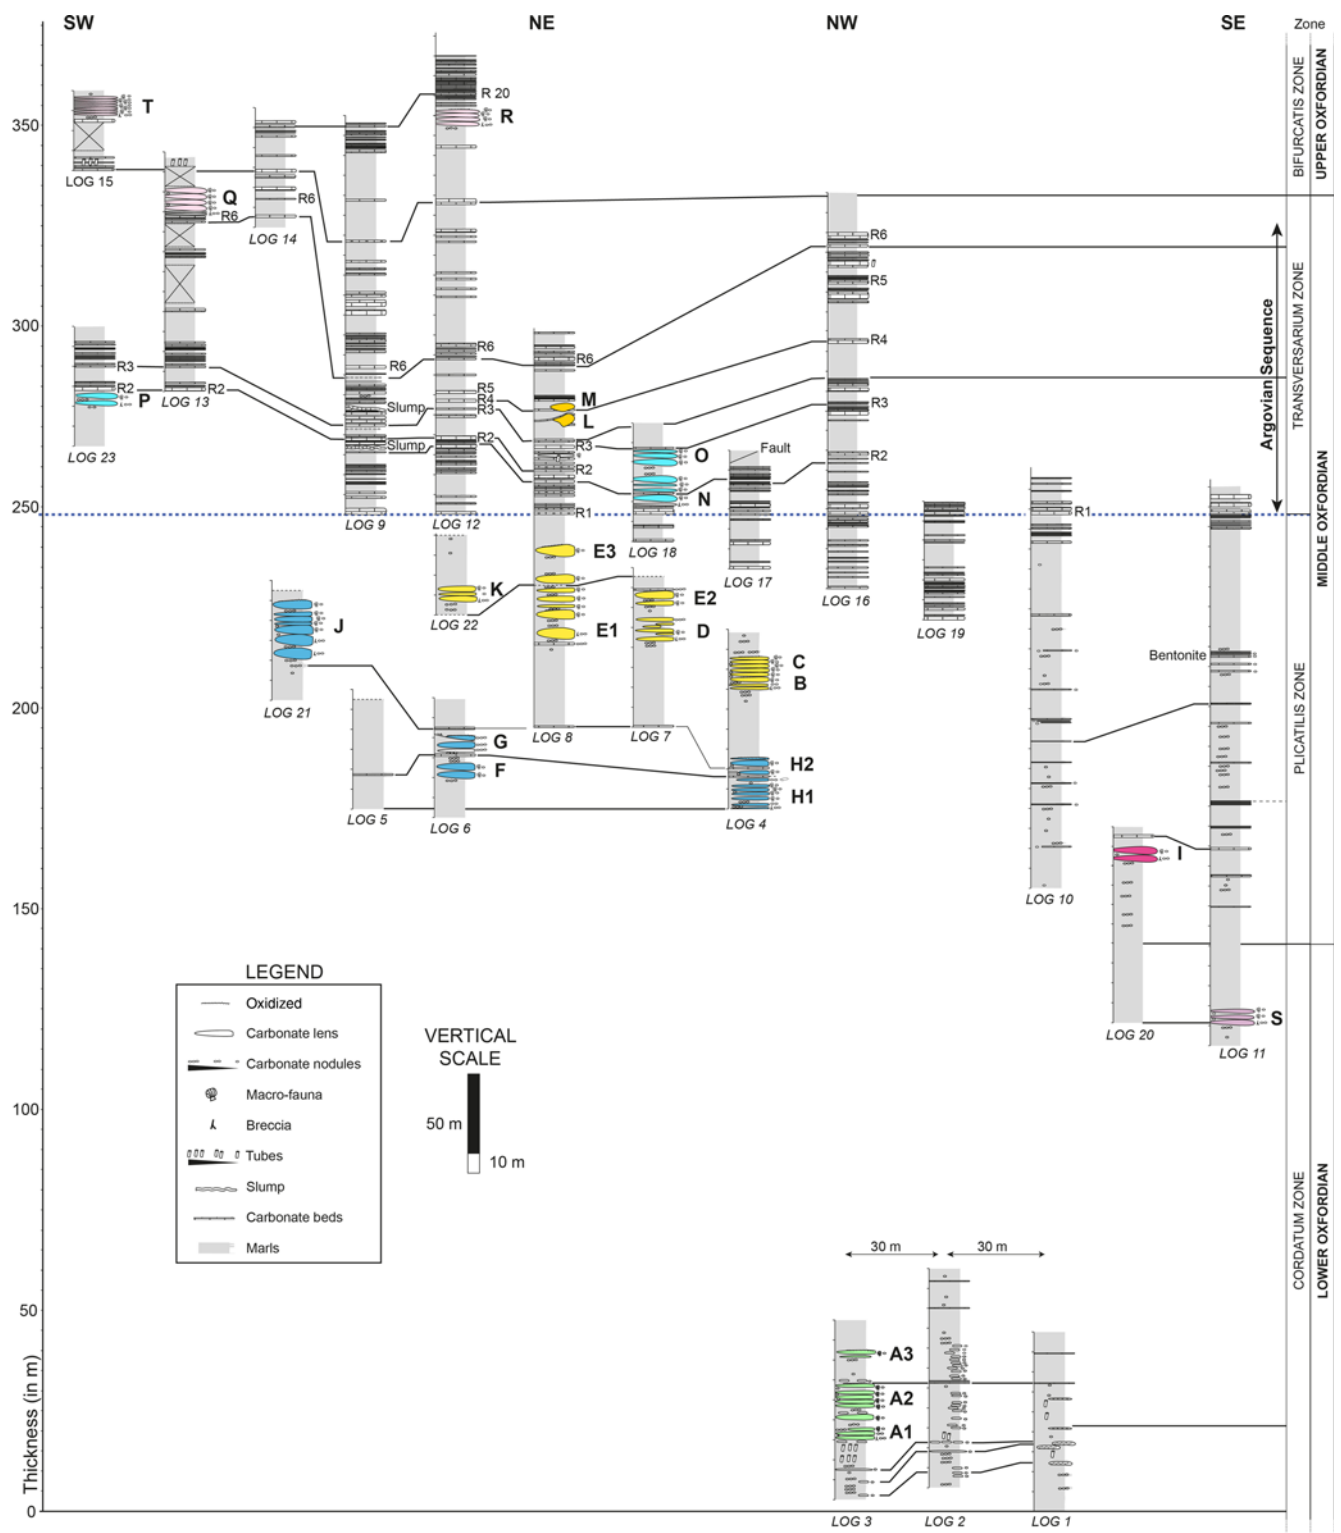 SW NE NW SE Zone
T
R 20
R
350
LOG 15
Q
R6
R6
LOG 14
BIFURCATIS ZONE
UPPER OXFORDIAN
R6
R5
R4
R3
R2
LOG 16
300
R3
R2
P
LOG 23
R2
LOG 13
R6
Slump
Slump
LOG 9
R6
R5
R4
R3
R2
LOG 12
R6
M
L
R3
R2
R1
O
N
LOG 18
Fault
LOG 17
LOG 19
R1
Argovian Sequence
TRANSVERSARIUM ZONE
MIDDLE OXFORDIAN
250
E3
K
LOG 22
E1
E2
D
J
LOG 21
C
B
Bentonite
PLICATILIS ZONE
200
LOG 8
LOG 7
G
F
H2
H1
LOG 5
LOG 6
LOG 4
I
LOG 10
150
LEGEND
Oxidized
Carbonate lens
Carbonate nodules
Macro-fauna
Breccia
Tubes
Slump
Carbonate beds
Marls
VERTICAL
SCALE
50 m
10 m
S
LOG 20
LOG 11
100
CORDATUM ZONE
LOWER OXFORDIAN
30 m 30 m
50
A3
A2
A1
Thickness (in m)
0
LOG 3 LOG 2 LOG 1